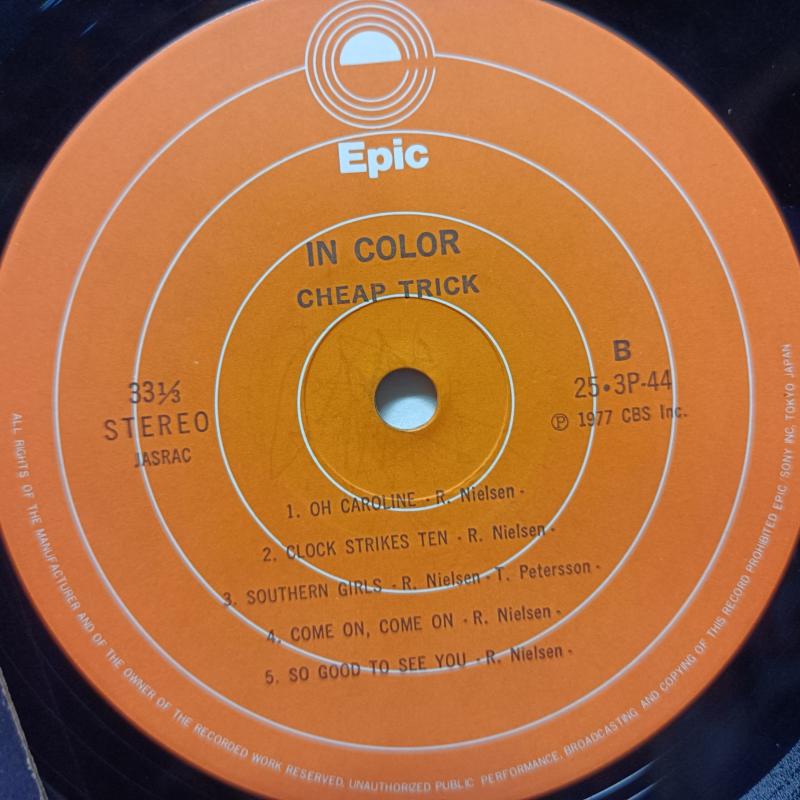 Epic
IN COLOR
CHEAP TRICK
33⅓
STEREO
JASRAC
B
25•3P-44
Ⓟ 1977 CBS Inc.
1. OH CAROLINE - R. Nielsen -
2. CLOCK STRIKES TEN - R. Nielsen -
3. SOUTHERN GIRLS - R. Nielsen - T. Petersson -
4. COME ON, COME ON - R. Nielsen -
5. SO GOOD TO SEE YOU - R. Nielsen -
ALL RIGHTS OF THE MANUFACTURER AND OF THE OWNER OF THE RECORDED WORK RESERVED. UNAUTHORIZED PUBLIC PERFORMANCE, BROADCASTING AND COPYING OF THIS RECORD PROHIBITED EPIC SONY INC. TOKYO JAPAN